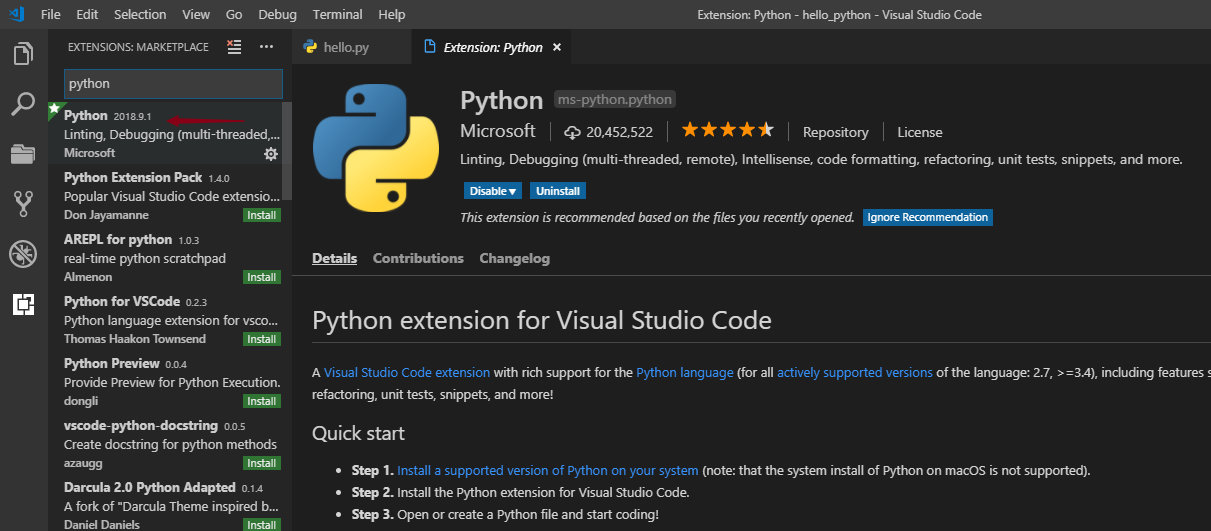 File Edit Selection View Go Debug Terminal Help
Extension: Python - hello_python - Visual Studio Code
EXTENSIONS: MARKETPLACE
hello.py
Extension: Python
python
Python 2018.9.1
Linting, Debugging (multi-threaded,...
Microsoft
Python Extension Pack 1.4.0
Popular Visual Studio Code extensio...
Don Jayamanne Install
AREPL for python 1.0.3
real-time python scratchpad
Almenon Install
Python for VSCode 0.2.3
Python language extension for vsco...
Thomas Haakon Townsend Install
Python Preview 0.0.4
Provide Preview for Python Execution.
dongli Install
vscode-python-docstring 0.0.5
Create docstring for python methods
azaugg Install
Darcula 2.0 Python Adapted 0.1.4
A fork of "Darcula Theme inspired b...
Daniel Daniels Install
Python ms-python.python
Microsoft 20,452,522 Repository License
Linting, Debugging (multi-threaded, remote), Intellisense, code formatting, refactoring, unit tests, snippets, and more.
Disable Uninstall
This extension is recommended based on the files you recently opened. Ignore Recommendation
Details Contributions Changelog
Python extension for Visual Studio Code
A Visual Studio Code extension with rich support for the Python language (for all actively supported versions of the language: 2.7, >=3.4), including features s
refactoring, unit tests, snippets, and more!
Quick start
• Step 1. Install a supported version of Python on your system (note: that the system install of Python on macOS is not supported).
• Step 2. Install the Python extension for Visual Studio Code.
• Step 3. Open or create a Python file and start coding!